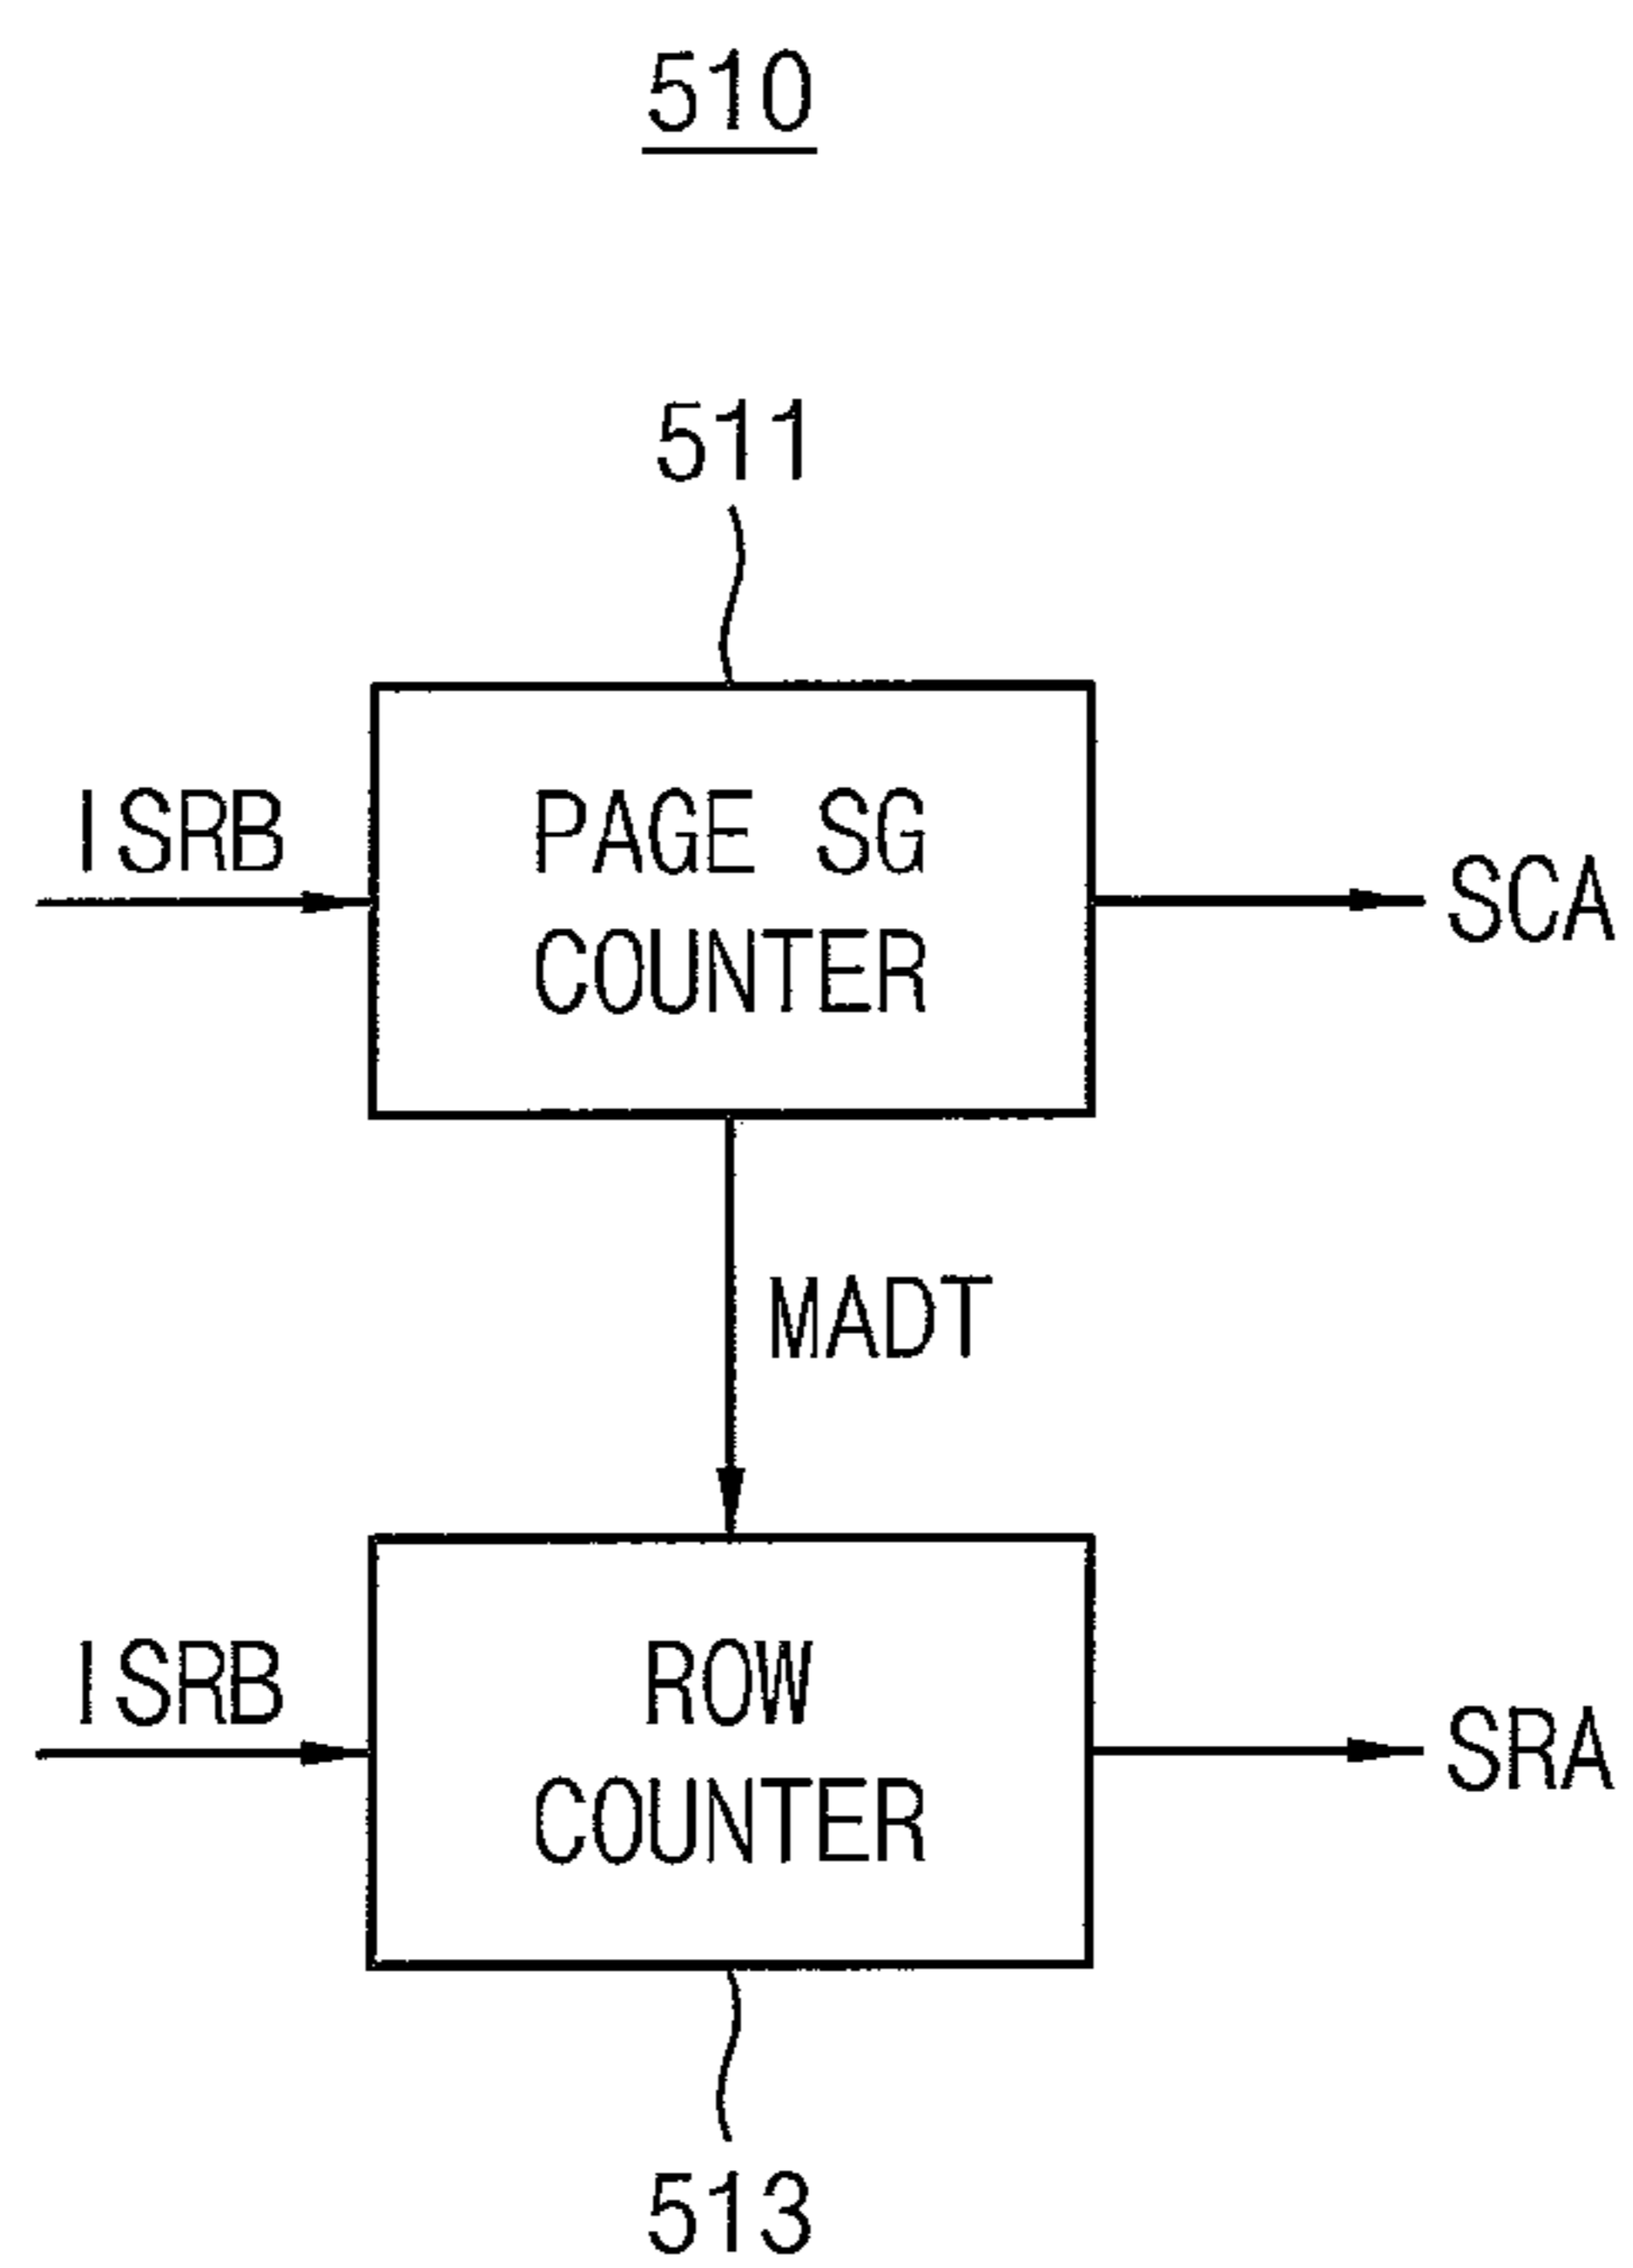 510
511
ISRB
PAGE SG
COUNTER
SCA
MADT
ISRB
ROW
COUNTER
SRA
513